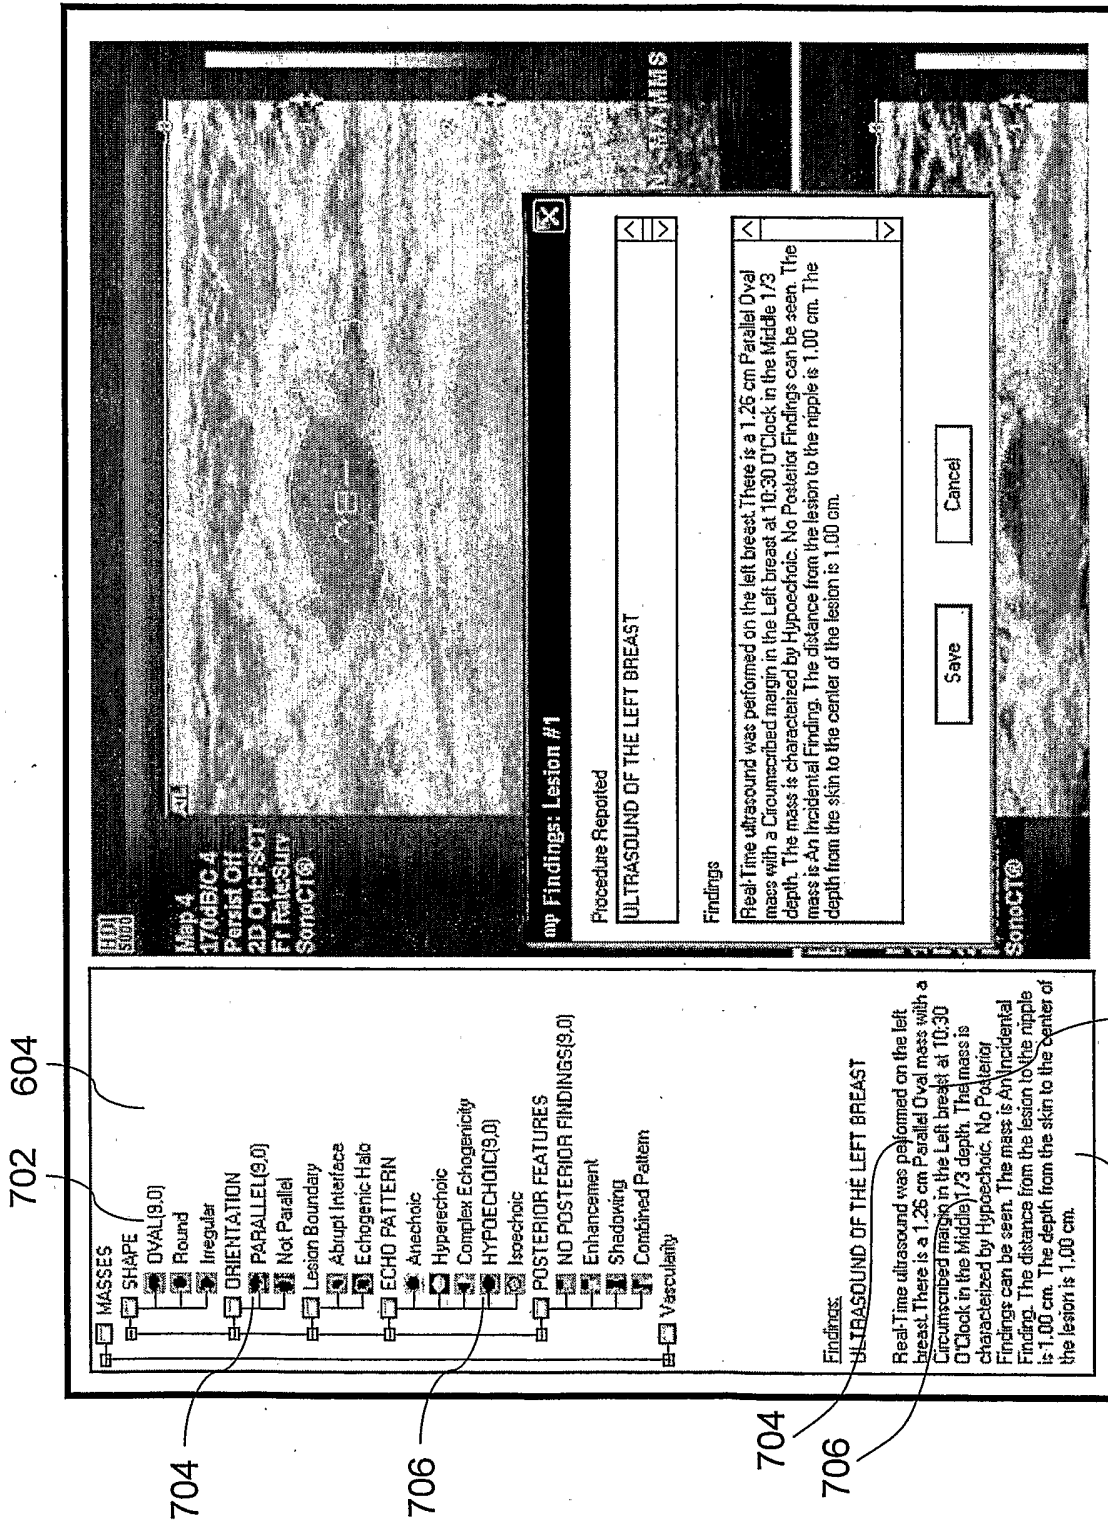 702
604
704
706
704
706
MASSES
SHAPE
OVAL(9,0)
Round
Irregular
ORIENTATION
PARALLEL(9,0)
Not Parallel
Lesion Boundary
Abrupt Interface
Echogenic Halo
ECHO PATTERN
Anechoic
Hyperechoic
Complex Echogenicity
HYPOECHOIC(9,0)
Isoechoic
POSTERIOR FEATURES
NO POSTERIOR FINDINGS(9,0)
Enhancement
Shadowing
Combined Pattern
Vascularity
Findings:
ULTRASOUND OF THE LEFT BREAST
Real-Time ultrasound was performed on the left
breast. There is a 1.26 cm Parallel Oval mass with a
Circumscribed margin in the Left breast at 10:30
O'Clock in the Middle 1/3 depth. The mass is
characterized by Hypoechoic. No Posterior
Findings can be seen. The mass is An Incidental
Finding. The distance from the lesion to the nipple
is 1.00 cm. The depth from the skin to the center of
the lesion is 1.00 cm.
HDI
5000
Map 4
170dB/C 4
Persist Off
2D Opt:FSCT
Fr Rate:Surv
SonoCT®
mp Findings: Lesion #1
Procedure Reported
ULTRASOUND OF THE LEFT BREAST
Findings
Real-Time ultrasound was performed on the left breast. There is a 1.26 cm Parallel Oval
mass with a Circumscribed margin in the Left breast at 10:30 O'Clock in the Middle 1/3
depth. The mass is characterized by Hypoechoic. No Posterior Findings can be seen. The
mass is An Incidental Finding. The distance from the lesion to the nipple is 1.00 cm. The
depth from the skin to the center of the lesion is 1.00 cm.
Save
Cancel
SonoCT®